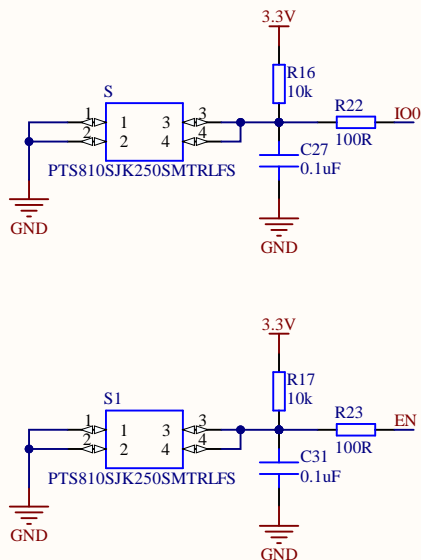 3.3V
R16
10k
S
R22
IO0
1
1
3
3
2
2
4
4
100R
C27
0.1uF
PTS810SJK250SMTRLFS
GND
GND
3.3V
R17
10k
S1
R23
EN
1
1
3
3
2
2
4
4
100R
C31
0.1uF
PTS810SJK250SMTRLFS
GND
GND